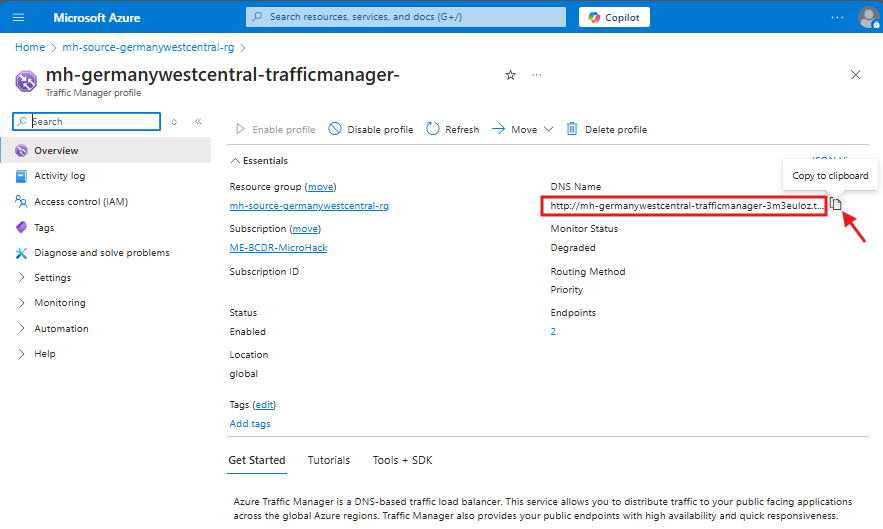 Microsoft Azure
Search resources, services, and docs (G+/)
Copilot
Home > mh-source-germanywestcentral-rg >
mh-germanywestcentral-trafficmanager-
Traffic Manager profile
Search
Overview
Activity log
Access control (IAM)
Tags
Diagnose and solve problems
Settings
Monitoring
Automation
Help
Enable profile
Disable profile
Refresh
Move
Delete profile
Essentials
Copy to clipboard
Resource group (move)
mh-source-germanywestcentral-rg
Subscription (move)
ME-BCDR-MicroHack
Subscription ID
Status
Enabled
Location
global
DNS Name
http://mh-germanywestcentral-trafficmanager-3m3euloz.t...
Monitor Status
Degraded
Routing Method
Priority
Endpoints
2
Tags (edit)
Add tags
Get Started
Tutorials
Tools + SDK
Azure Traffic Manager is a DNS-based traffic load balancer. This service allows you to distribute traffic to your public facing applications
across the global Azure regions. Traffic Manager also provides your public endpoints with high availability and quick responsiveness.